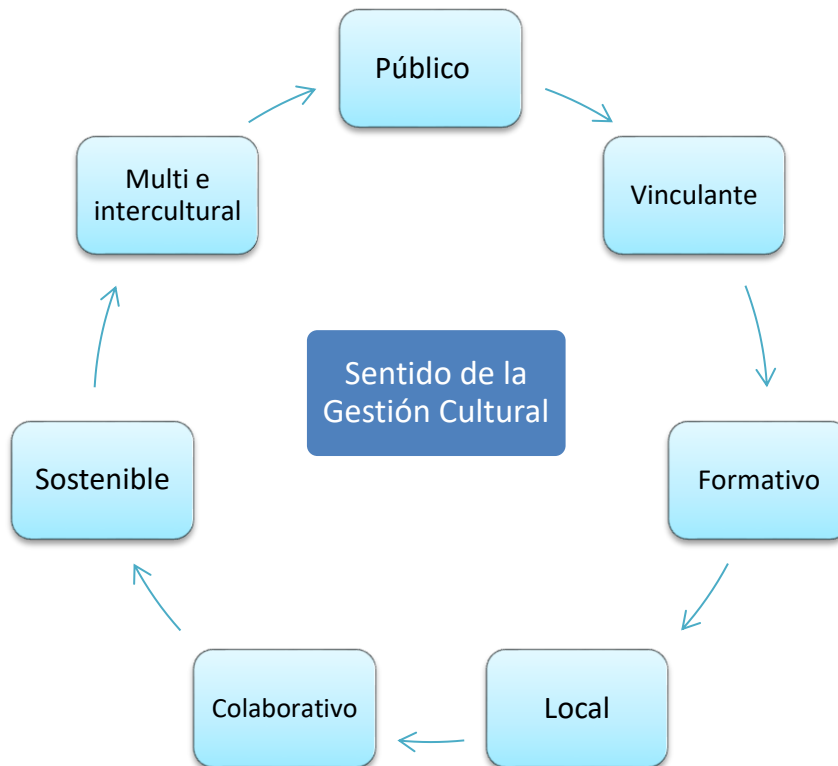 Público
Vinculante
Formativo
Local
Colaborativo
Sostenible
Multi e
intercultural
Sentido de la
Gestión Cultural